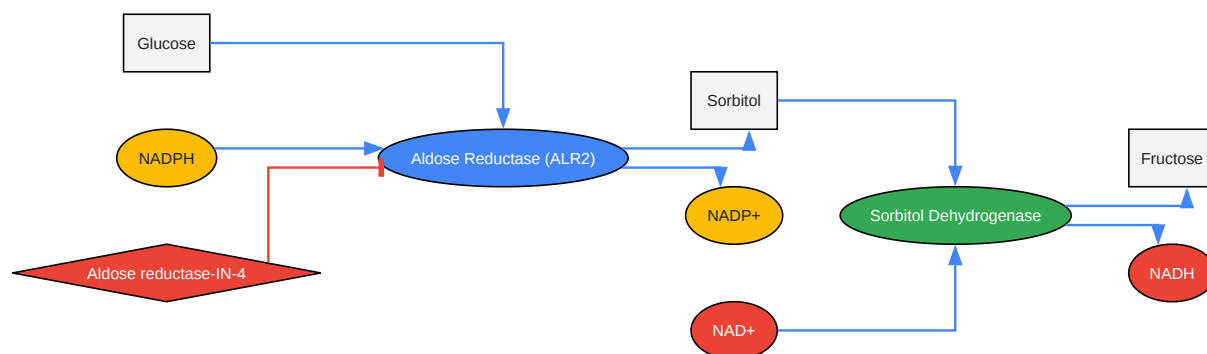 Glucose
Sorbitol
NADPH
Aldose Reductase (ALR2)
Fructose
NADP+
Sorbitol Dehydrogenase
Aldose reductase-IN-4
NADH
NAD+